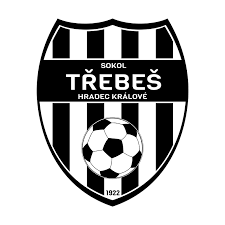 SOKOL
TŘEBEŠ
HRADEC KRÁLOVÉ
1922